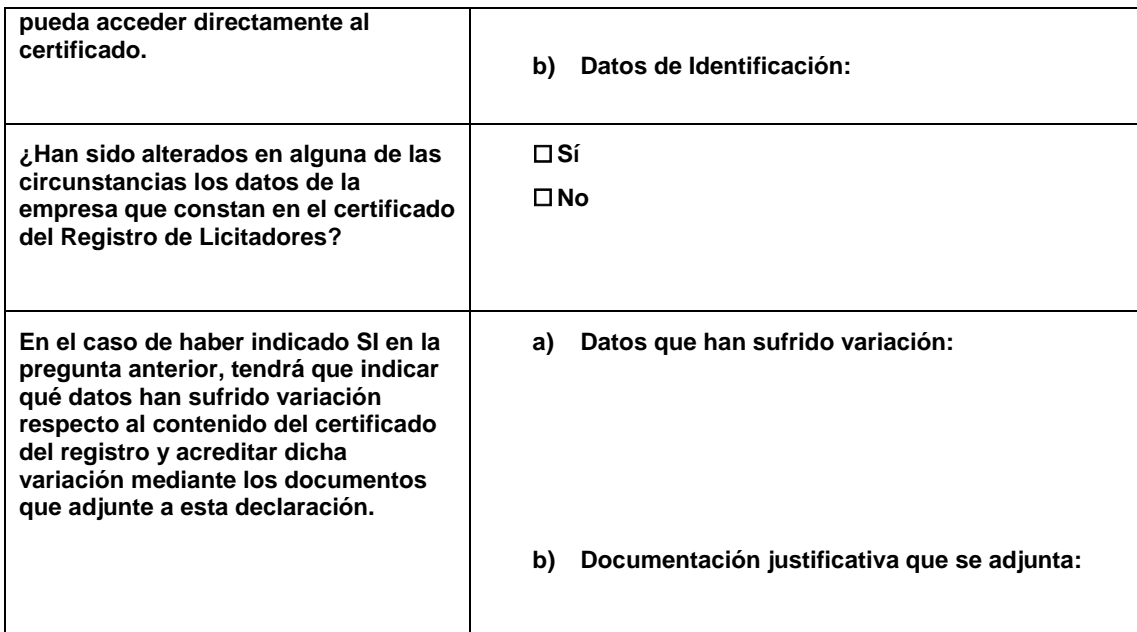 pueda acceder directamente al
certificado.
b) Datos de Identificación:
¿Han sido alterados en alguna de las
circunstancias los datos de la
empresa que constan en el certificado
del Registro de Licitadores?
☐ Sí
☐ No
En el caso de haber indicado SI en la
pregunta anterior, tendrá que indicar
qué datos han sufrido variación
respecto al contenido del certificado
del registro y acreditar dicha
variación mediante los documentos
que adjunte a esta declaración.
a) Datos que han sufrido variación:
b) Documentación justificativa que se adjunta: